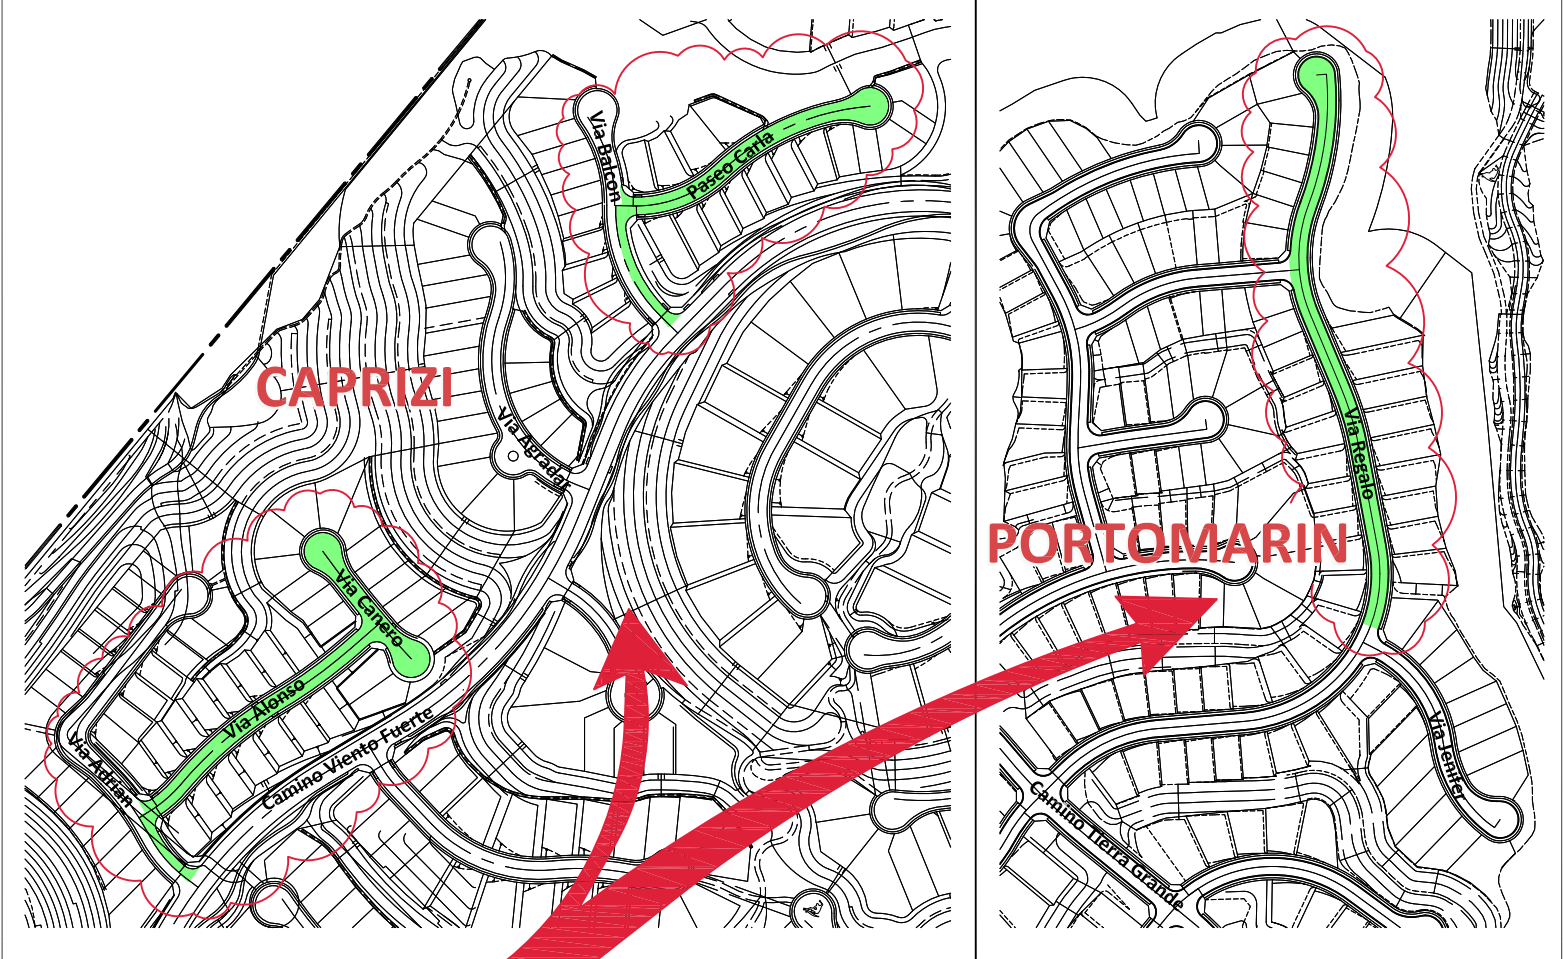 Via Baron
Paseo Carla
CAPRIZI
Via Agradar
Via Canero
Via Alonso
Via Adrian
Camino Viento Fuerte
Via Regalo
PORTOMARIN
Via Jenifer
Camino Tierra Grande